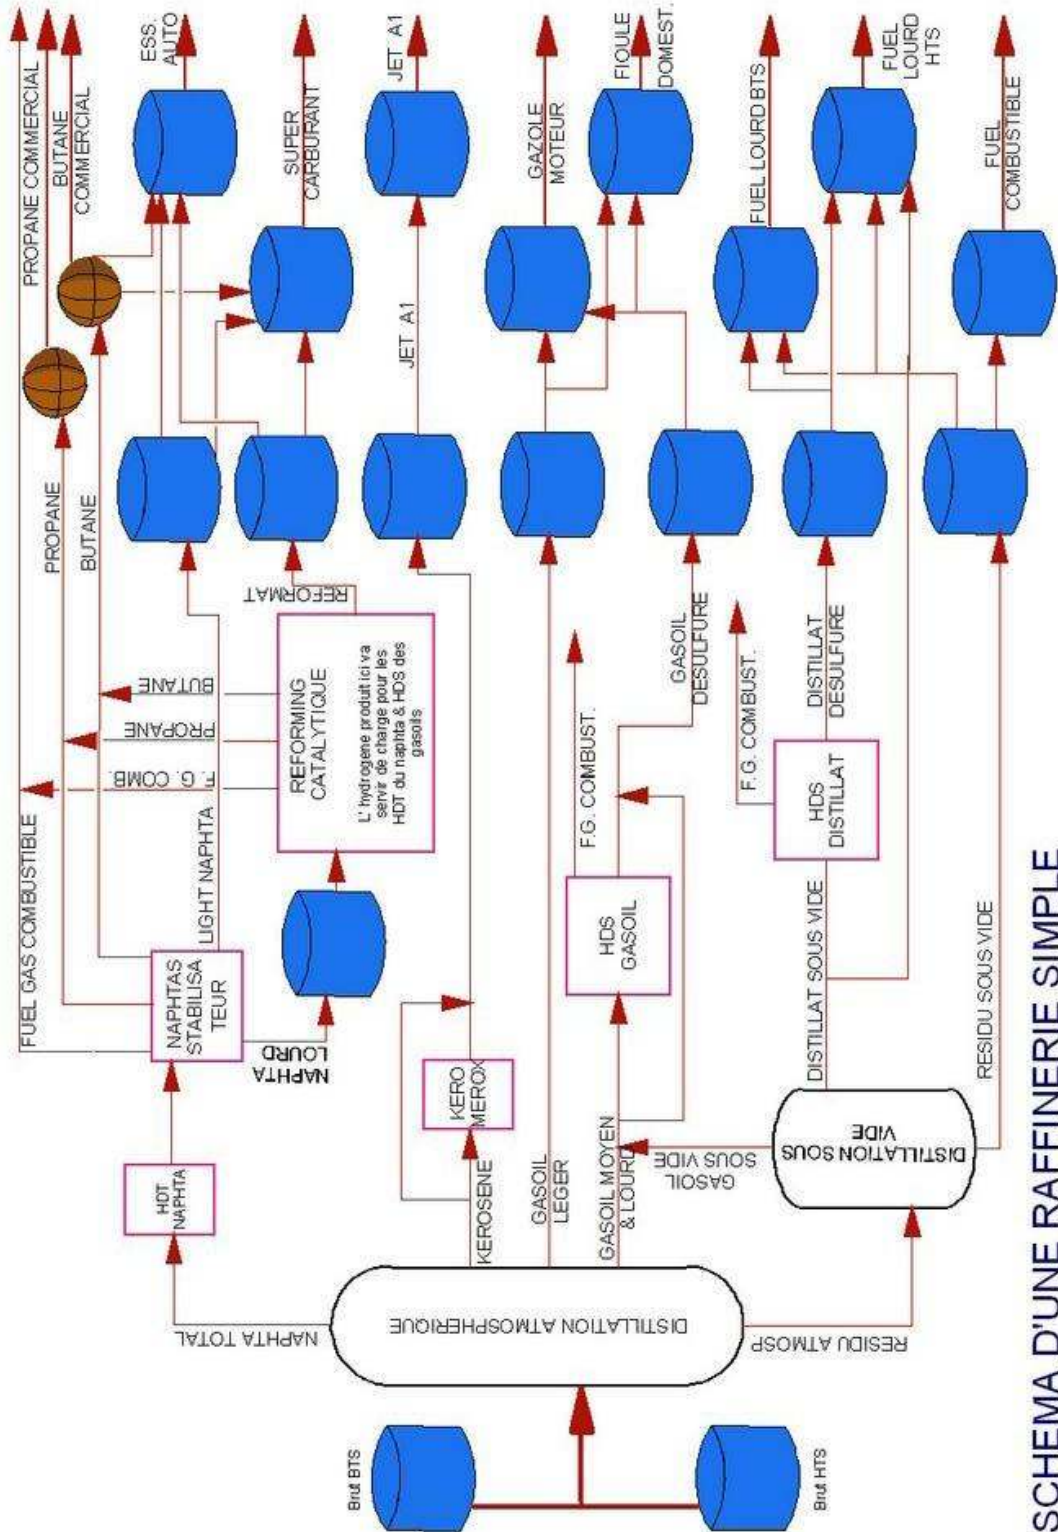 FUEL GAS COMBUSTIBLE
PROPANE COMMERCIAL
BUTANE
COMMERCIAL
PROPANE
BUTANE
ESS.
AUTO
SUPER
CARBURANT
JET A1
JET A1
GAZOLE
MOTEUR
FIOULE
DOMEST.
FUEL LOURD BTS
FUEL
LOURD
HTS
FUEL
COMBUSTIBLE
HDT
NAPHTA
NAPHTAS
STABILISA
TEUR
LIGHT NAPHTA
NAPHTA
LOURD
F. G. COMB.
PROPANE
BUTANE
REFORMING
CATALYTIQUE
L' hydrogene produit ici va
servir de charge pour les
HDT du naphta & HDS des
gasoils
REFORMAT
NAPHTA TOTAL
KEROSENE
KERO
MEROX
GASOIL
LEGER
GASOIL MOYEN
& LOURD
HDS
GASOIL
F.G. COMBUST.
GASOIL
DESULFURE
GASOIL
SOUS VIDE
DISTILLAT SOUS VIDE
HDS
DISTILLAT
F.G. COMBUST.
DISTILLAT
DESULFURE
RESIDU SOUS VIDE
DISTILLATION SOUS
VIDE
DISTILLATION ATMOSPHERIQUE
RESIDU ATMOSP
Brut BTS
Brut HTS
SCHEMA D'UNE RAFFINERIE SIMPLE